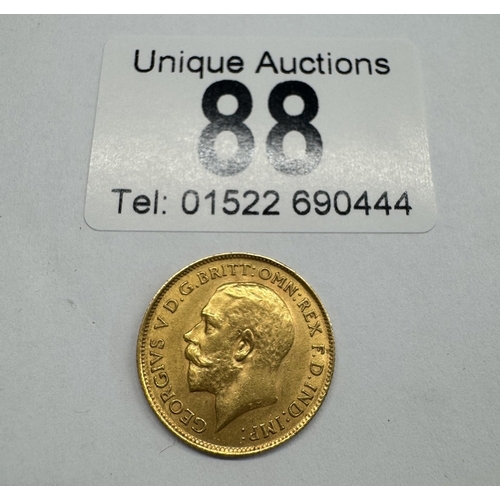 Unique Auctions
88
Tel: 01522 690444
GEORGIVS V D.G.BRITT:OMN:REX F.D.IND:IMP: